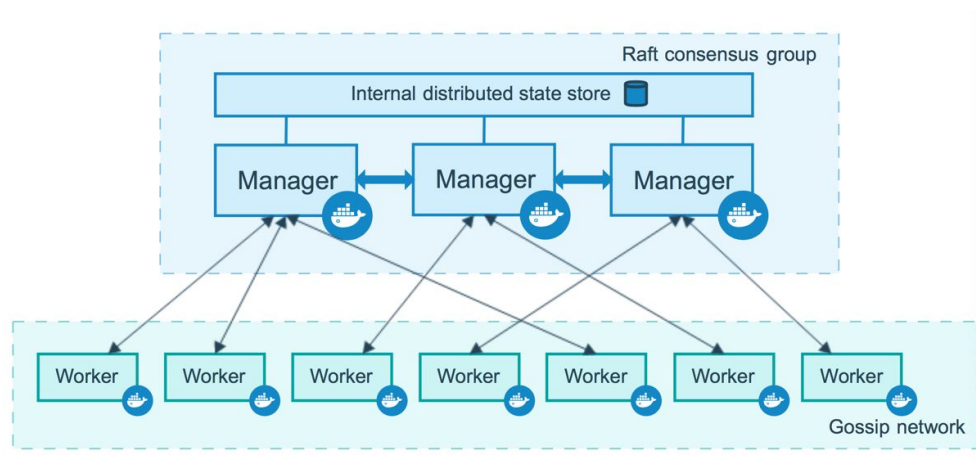 Raft consensus group
Internal distributed state store
Manager
Manager
Manager
Worker
Worker
Worker
Worker
Worker
Worker
Worker
Gossip network